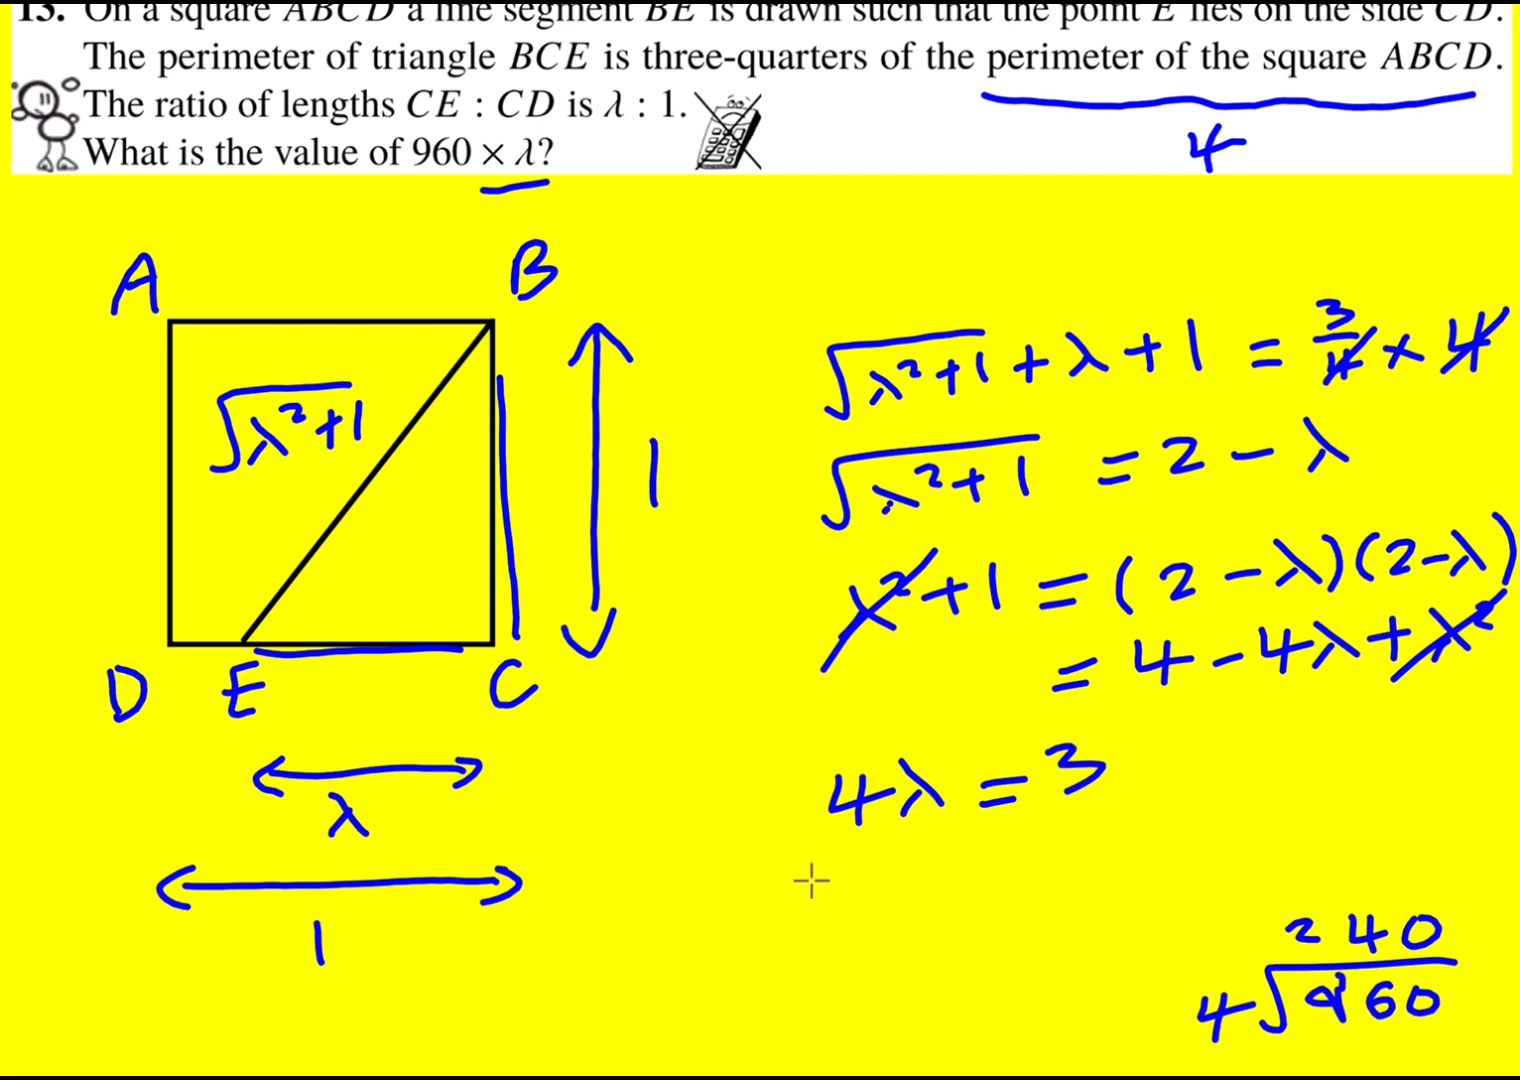 13. On a square ABCD a line segment BE is drawn such that the point E lies on the side CD.
The perimeter of triangle BCE is three-quarters of the perimeter of the square ABCD.
The ratio of lengths CE : CD is λ : 1.
What is the value of 960 × λ?
4
A B
√(λ²+1)
1
D E C
λ
1
√(λ²+1) + λ + 1 = 3/4 × 4
√(λ²+1) = 2 - λ
λ²+1 = (2-λ)(2-λ)
= 4 - 4λ + λ²
4λ = 3
240
4√960